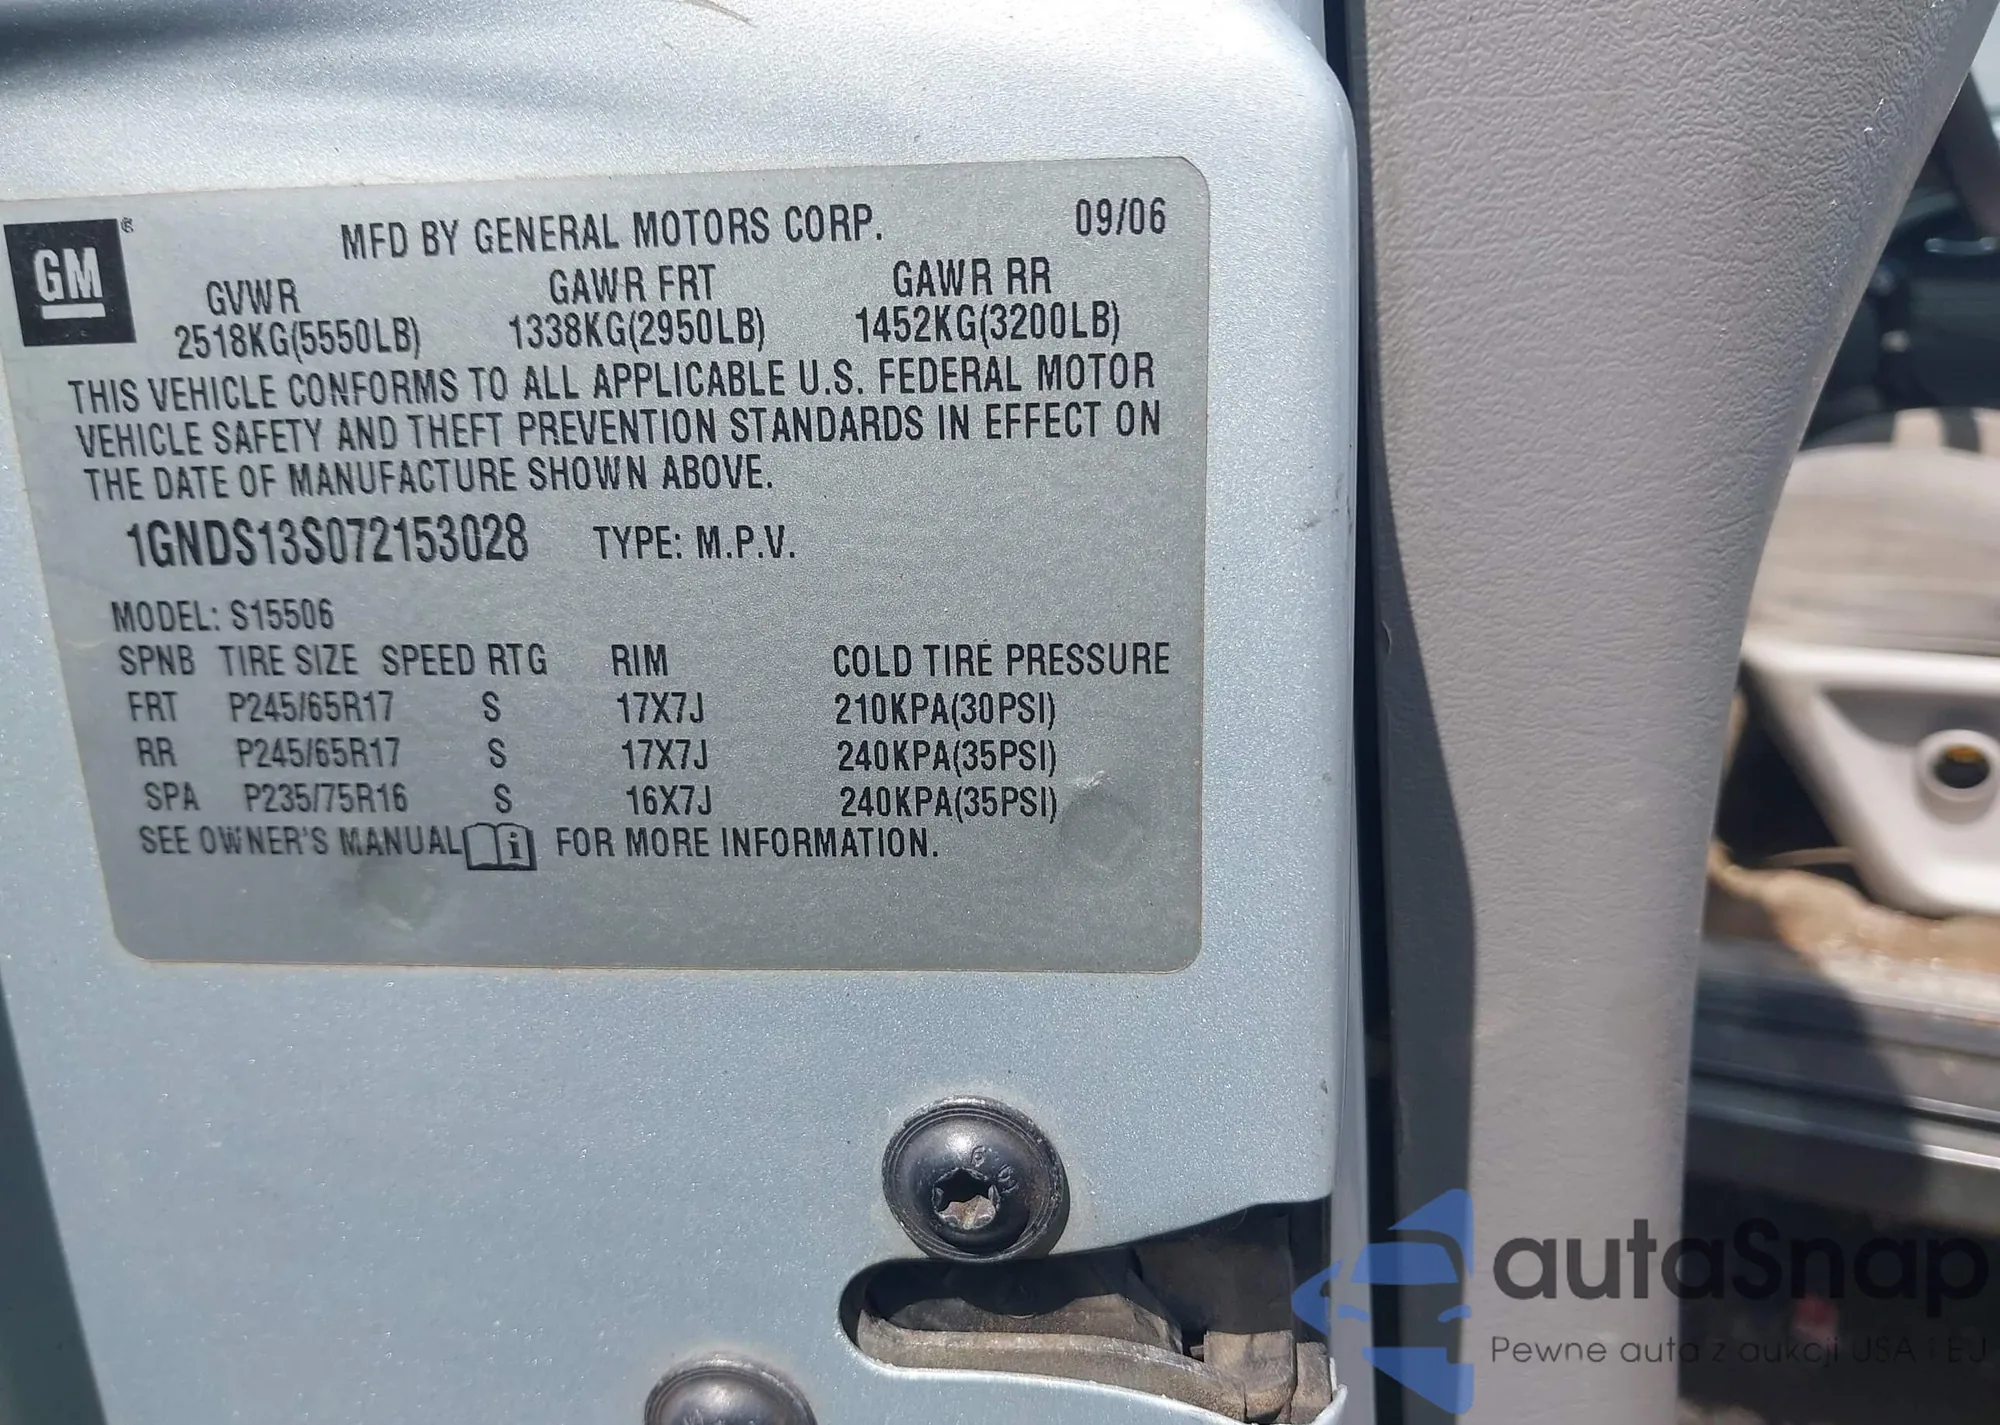 GM ®
MFD BY GENERAL MOTORS CORP. 09/06
GVWR GAWR FRT GAWR RR
2518KG(5550LB) 1338KG(2950LB) 1452KG(3200LB)
THIS VEHICLE CONFORMS TO ALL APPLICABLE U.S. FEDERAL MOTOR
VEHICLE SAFETY AND THEFT PREVENTION STANDARDS IN EFFECT ON
THE DATE OF MANUFACTURE SHOWN ABOVE.
1GNDS13S072153028 TYPE: M.P.V.
MODEL: S15506
SPNB TIRE SIZE SPEED RTG RIM COLD TIRE PRESSURE
FRT P245/65R17 S 17X7J 210KPA(30PSI)
RR P245/65R17 S 17X7J 240KPA(35PSI)
SPA P235/75R16 S 16X7J 240KPA(35PSI)
SEE OWNER'S MANUAL i FOR MORE INFORMATION.
autaSnap
Pewne auta z aukcji USA i EJ